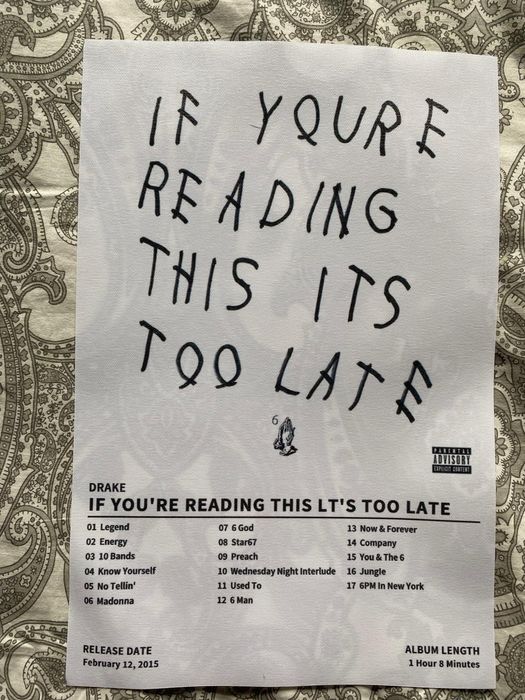 IF YOURE
READING
THIS ITS
TOO LATE
6
PARENTAL
ADVISORY
EXPLICIT CONTENT
DRAKE
IF YOU'RE READING THIS LT'S TOO LATE
01 Legend
02 Energy
03 10 Bands
04 Know Yourself
05 No Tellin'
06 Madonna
07 6 God
08 Star67
09 Preach
10 Wednesday Night Interlude
11 Used To
12 6 Man
13 Now & Forever
14 Company
15 You & The 6
16 Jungle
17 6PM In New York
RELEASE DATE
February 12, 2015
ALBUM LENGTH
1 Hour 8 Minutes